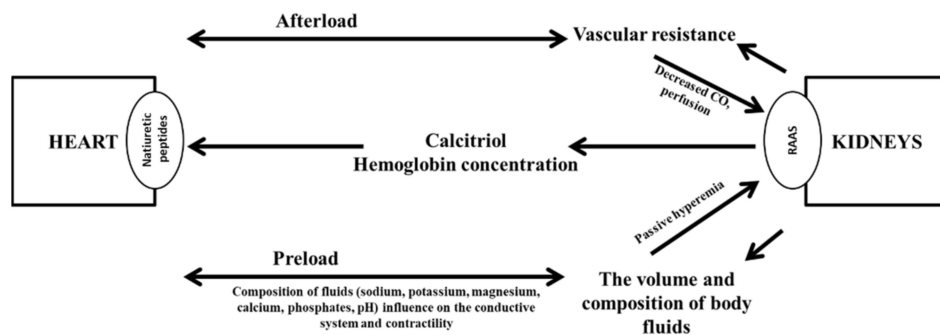 Afterload
Vascular resistance
Decreased CO,
perfusion
HEART
Natiuretic
peptides
Calcitriol
Hemoglobin concentration
RAAS
KIDNEYS
Passive hyperemia
Preload
Composition of fluids (sodium, potassium, magnesium,
calcium, phosphates, pH) influence on the conductive
system and contractility
The volume and
composition of body
fluids